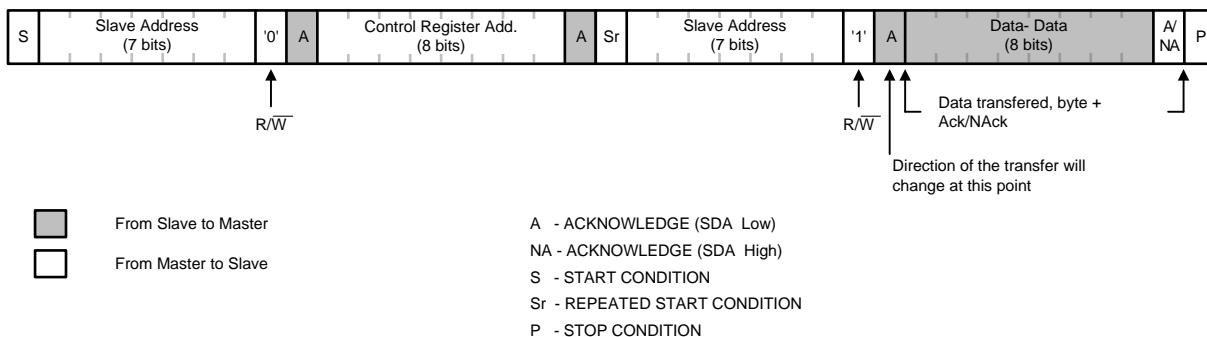 S Slave Address (7 bits) '0' A Control Register Add. (8 bits) A Sr Slave Address (7 bits) '1' A Data- Data (8 bits) A/ NA P
R/W
R/W
Data transfered, byte +
Ack/NAck
Direction of the transfer will
change at this point
From Slave to Master
From Master to Slave
A - ACKNOWLEDGE (SDA Low)
NA - ACKNOWLEDGE (SDA High)
S - START CONDITION
Sr - REPEATED START CONDITION
P - STOP CONDITION